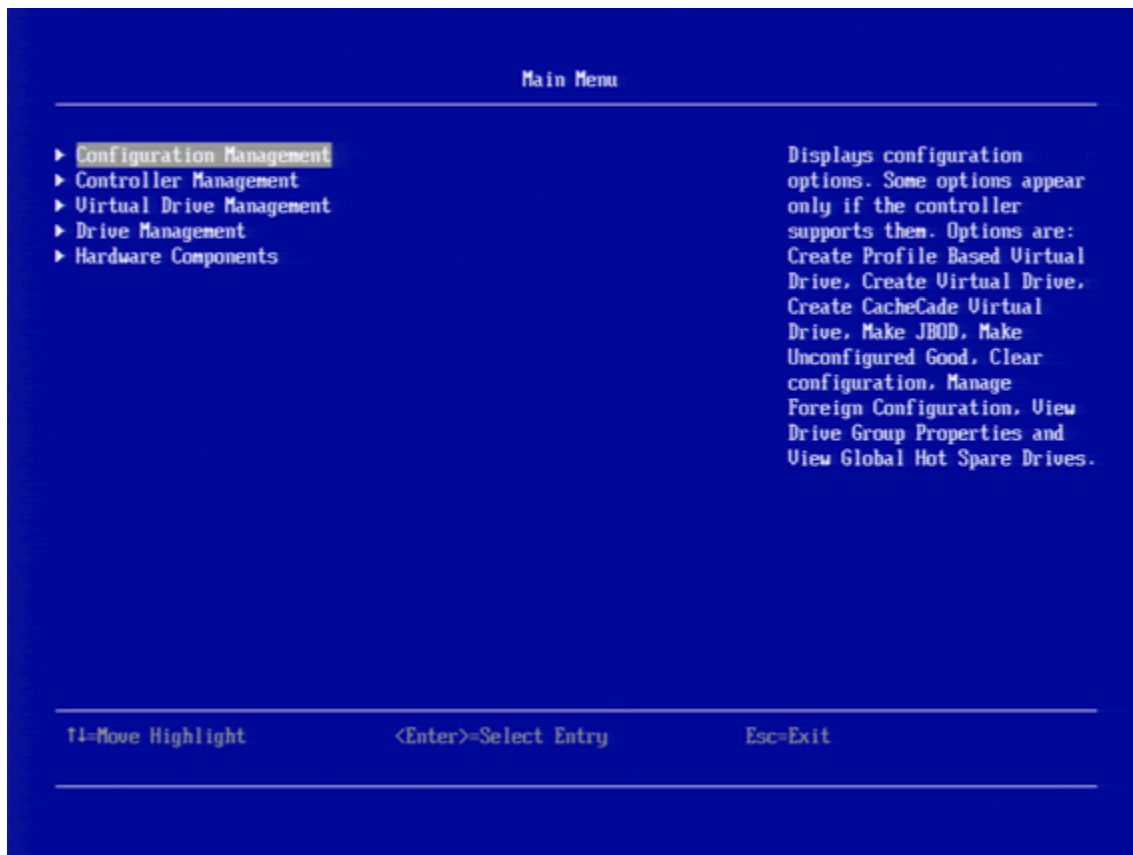 Main Menu
▶ Configuration Management
▶ Controller Management
▶ Virtual Drive Management
▶ Drive Management
▶ Hardware Components
Displays configuration
options. Some options appear
only if the controller
supports them. Options are:
Create Profile Based Virtual
Drive, Create Virtual Drive,
Create CacheCade Virtual
Drive, Make JBOD, Make
Unconfigured Good, Clear
configuration, Manage
Foreign Configuration, View
Drive Group Properties and
View Global Hot Spare Drives.
↑↓=Move Highlight <Enter>=Select Entry Esc=Exit